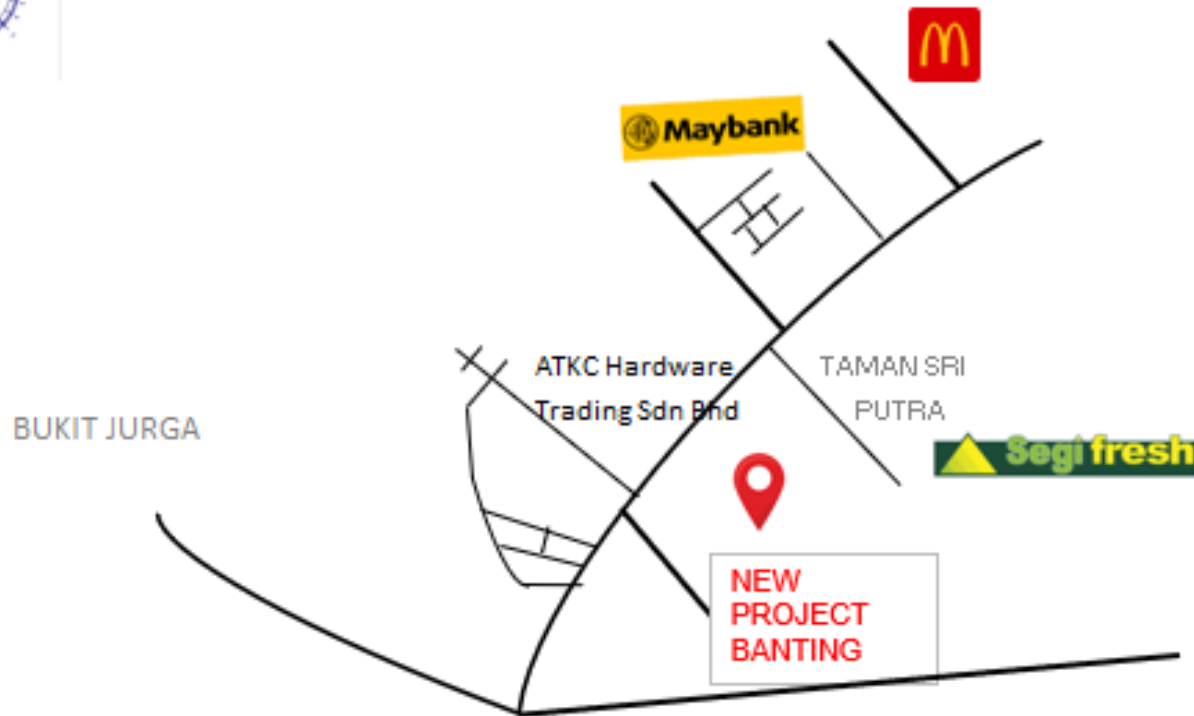 Maybank
ATKC Hardware
Trading Sdn Bhd
TAMAN SRI
PUTRA
BUKIT JURGA
Segi fresh
NEW
PROJECT
BANTING